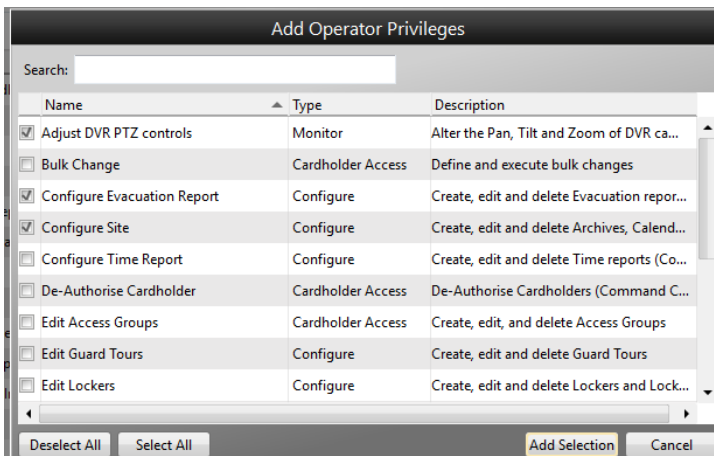 Add Operator Privileges
Search:
Name Type Description
Adjust DVR PTZ controls Monitor Alter the Pan, Tilt and Zoom of DVR ca...
Bulk Change Cardholder Access Define and execute bulk changes
Configure Evacuation Report Configure Create, edit and delete Evacuation repor...
Configure Site Configure Create, edit and delete Archives, Calend...
Configure Time Report Configure Create, edit and delete Time reports (Co...
De-Authorise Cardholder Cardholder Access De-Authorise Cardholders (Command C...
Edit Access Groups Cardholder Access Create, edit, and delete Access Groups
Edit Guard Tours Configure Create, edit and delete Guard Tours
Edit Lockers Configure Create, edit and delete Lockers and Lock...
Deselect All Select All Add Selection Cancel